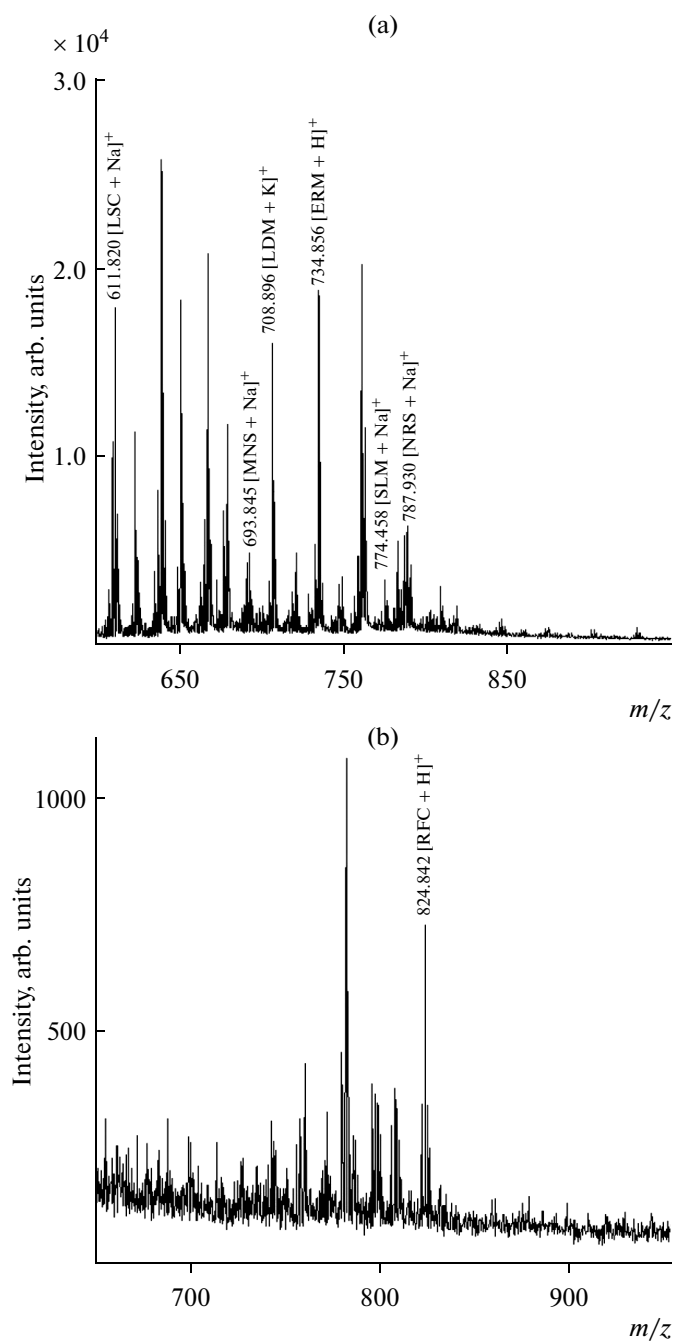 (a)
× 10⁴
3.0
2.0
1.0
Intensity, arb. units
611.820 [LSC + Na]⁺
693.845 [MNS + Na]⁺
708.896 [LDM + K]⁺
734.856 [ERM + H]⁺
774.458 [SLM + Na]⁺
787.930 [NRS + Na]⁺
650 750 850
m/z
(b)
1000
500
Intensity, arb. units
824.842 [RFC + H]⁺
700 800 900
m/z